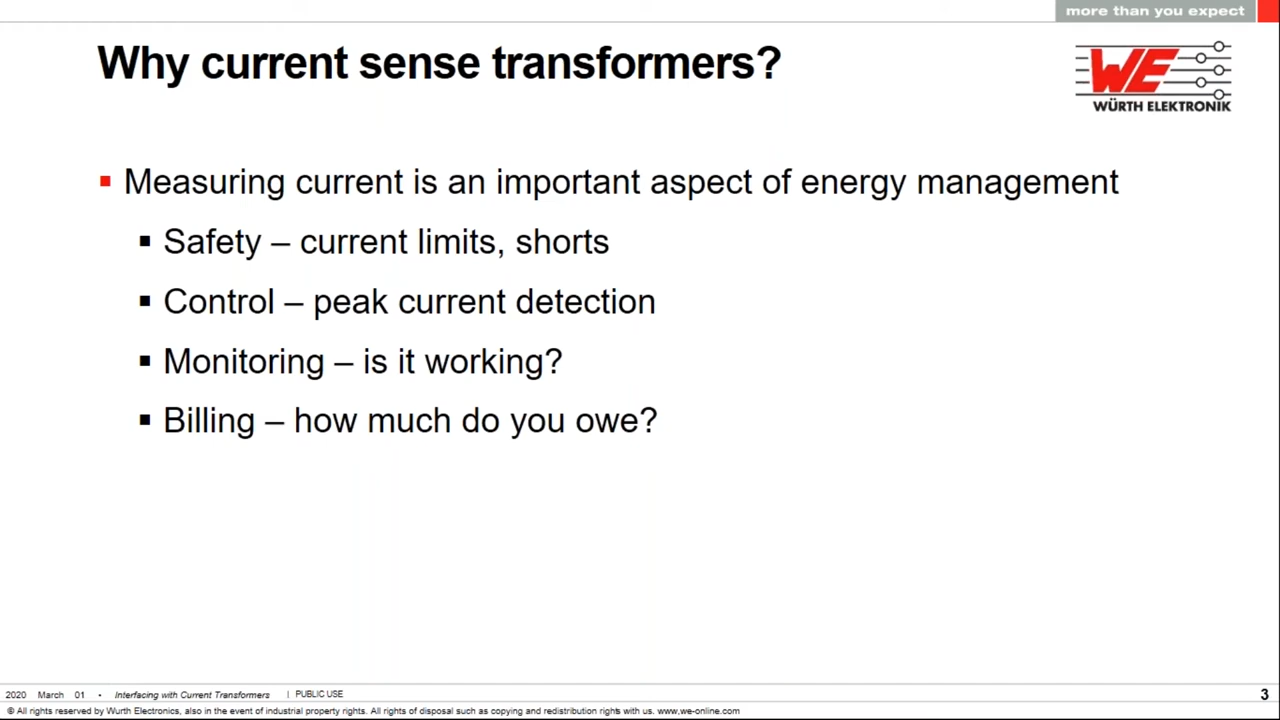 more than you expect
Why current sense transformers?
WE
WÜRTH ELEKTRONIK
Measuring current is an important aspect of energy management
Safety – current limits, shorts
Control – peak current detection
Monitoring – is it working?
Billing – how much do you owe?
2020 March 01 • Interfacing with Current Transformers | PUBLIC USE
3
© All rights reserved by Wurth Electronics, also in the event of industrial property rights. All rights of disposal such as copying and redistribution rights with us. www.we-online.com